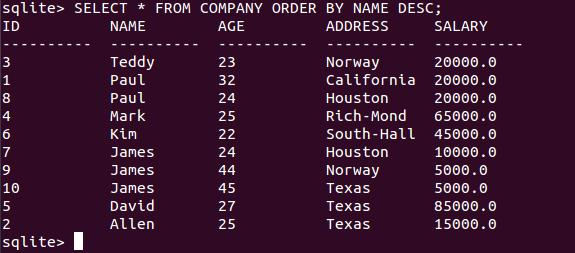 sqlite> SELECT * FROM COMPANY ORDER BY NAME DESC;
ID          NAME        AGE         ADDRESS     SALARY
----------  ----------  ----------  ----------  ----------
3           Teddy       23          Norway      20000.0
1           Paul        32          California  20000.0
8           Paul        24          Houston     20000.0
4           Mark        25          Rich-Mond   65000.0
6           Kim         22          South-Hall  45000.0
7           James       24          Houston     10000.0
9           James       44          Norway      5000.0
10          James       45          Texas       5000.0
5           David       27          Texas       85000.0
2           Allen       25          Texas       15000.0
sqlite>